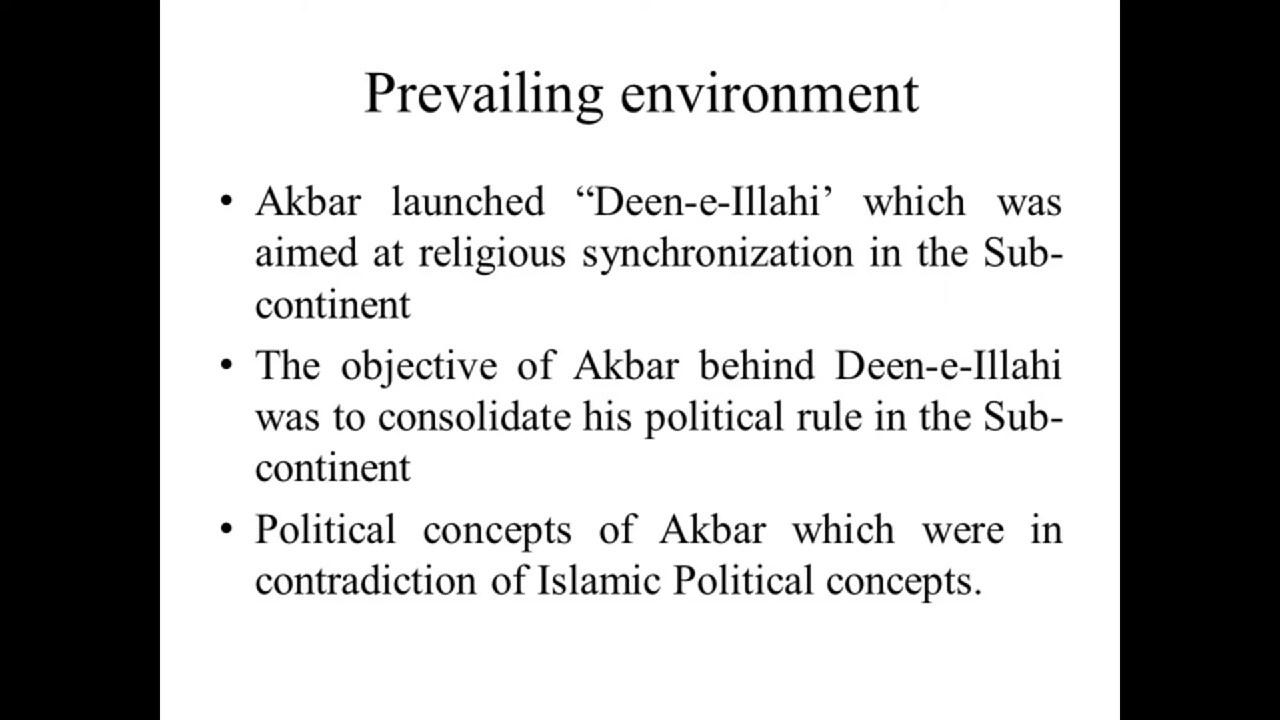 Prevailing environment
• Akbar launched “Deen-e-Illahi’ which was
aimed at religious synchronization in the Sub-
continent
• The objective of Akbar behind Deen-e-Illahi
was to consolidate his political rule in the Sub-
continent
• Political concepts of Akbar which were in
contradiction of Islamic Political concepts.